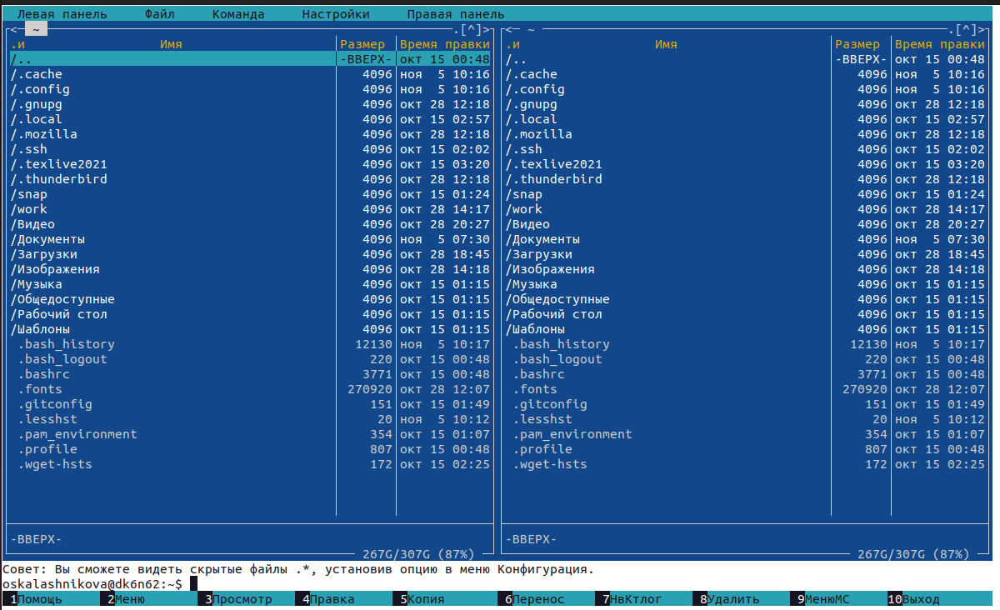 Левая панель Файл Команда Настройки Правая панель
<─ ~ .[^]> <─ ~ .[^]>
.и Имя Размер Время правки .и Имя Размер Время правки
/.. -ВВЕРХ- окт 15 00:48 /.. -ВВЕРХ- окт 15 00:48
/.cache 4096 ноя 5 10:16 /.cache 4096 ноя 5 10:16
/.config 4096 ноя 5 10:16 /.config 4096 ноя 5 10:16
/.gnupg 4096 окт 28 12:18 /.gnupg 4096 окт 28 12:18
/.local 4096 окт 15 02:57 /.local 4096 окт 15 02:57
/.mozilla 4096 окт 28 12:18 /.mozilla 4096 окт 28 12:18
/.ssh 4096 окт 15 02:02 /.ssh 4096 окт 15 02:02
/.texlive2021 4096 окт 15 03:20 /.texlive2021 4096 окт 15 03:20
/.thunderbird 4096 окт 28 12:18 /.thunderbird 4096 окт 28 12:18
/snap 4096 окт 15 01:24 /snap 4096 окт 15 01:24
/work 4096 окт 28 14:17 /work 4096 окт 28 14:17
/Видео 4096 окт 28 20:27 /Видео 4096 окт 28 20:27
/Документы 4096 ноя 5 07:30 /Документы 4096 ноя 5 07:30
/Загрузки 4096 окт 28 18:45 /Загрузки 4096 окт 28 18:45
/Изображения 4096 окт 28 14:18 /Изображения 4096 окт 28 14:18
/Музыка 4096 окт 15 01:15 /Музыка 4096 окт 15 01:15
/Общедоступные 4096 окт 15 01:15 /Общедоступные 4096 окт 15 01:15
/Рабочий стол 4096 окт 15 01:15 /Рабочий стол 4096 окт 15 01:15
/Шаблоны 4096 окт 15 01:15 /Шаблоны 4096 окт 15 01:15
.bash_history 12130 ноя 5 10:17 .bash_history 12130 ноя 5 10:17
.bash_logout 220 окт 15 00:48 .bash_logout 220 окт 15 00:48
.bashrc 3771 окт 15 00:48 .bashrc 3771 окт 15 00:48
.fonts 270920 окт 28 12:07 .fonts 270920 окт 28 12:07
.gitconfig 151 окт 15 01:49 .gitconfig 151 окт 15 01:49
.lesshst 20 ноя 5 10:12 .lesshst 20 ноя 5 10:12
.pam_environment 354 окт 15 01:07 .pam_environment 354 окт 15 01:07
.profile 807 окт 15 00:48 .profile 807 окт 15 00:48
.wget-hsts 172 окт 15 02:25 .wget-hsts 172 окт 15 02:25
-ВВЕРХ- -ВВЕРХ-
267G/307G (87%) 267G/307G (87%)
Совет: Вы сможете видеть скрытые файлы .*, установив опцию в меню Конфигурация.
oskalashnikova@dk6n62:~$
1Помощь 2Меню 3Просмотр 4Правка 5Копия 6Перенос 7НвКтлог 8Удалить 9МенюМС 10Выход